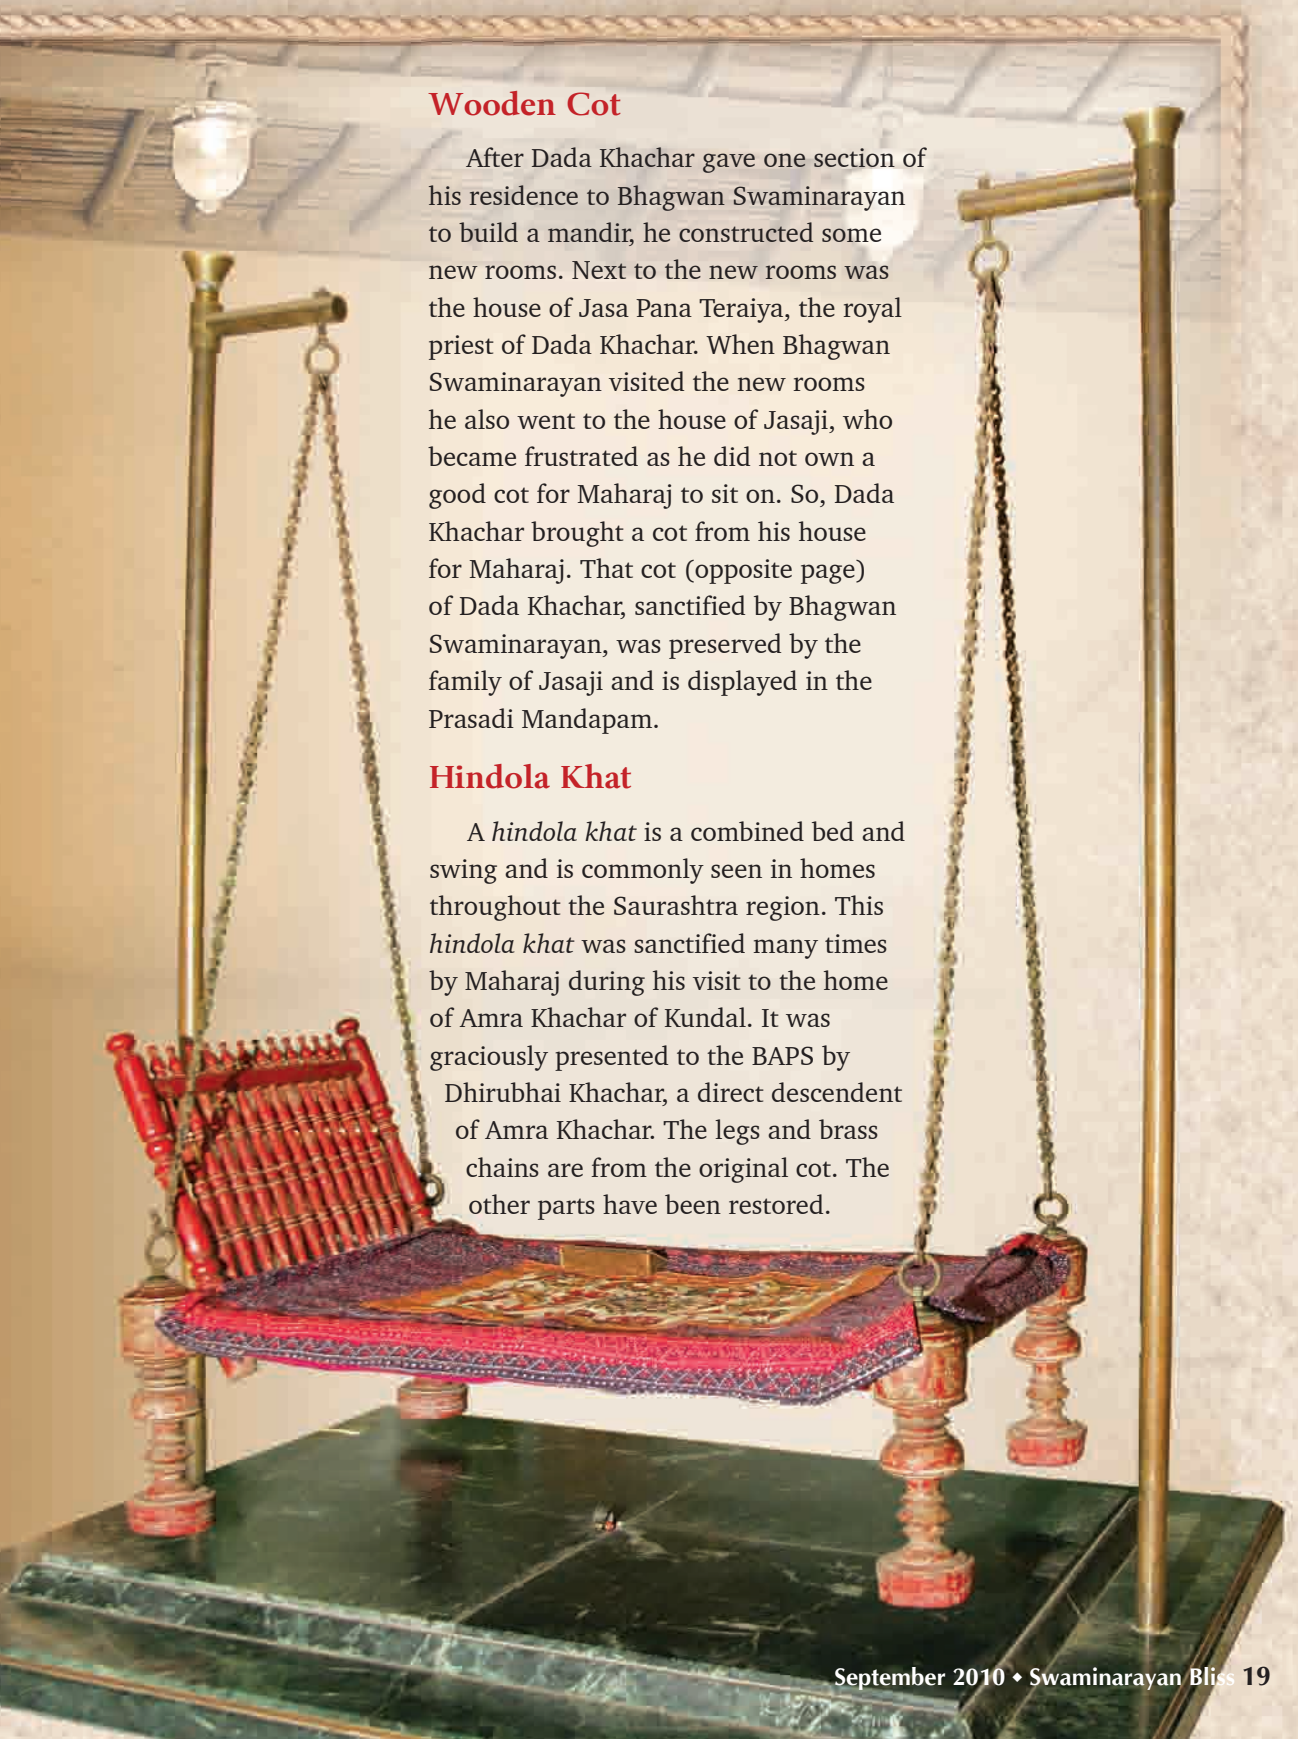 Wooden Cot
After Dada Khachar gave one section of
his residence to Bhagwan Swaminarayan
to build a mandir, he constructed some
new rooms. Next to the new rooms was
the house of Jasa Pana Teraiya, the royal
priest of Dada Khachar. When Bhagwan
Swaminarayan visited the new rooms
he also went to the house of Jasaji, who
became frustrated as he did not own a
good cot for Maharaj to sit on. So, Dada
Khachar brought a cot from his house
for Maharaj. That cot (opposite page)
of Dada Khachar, sanctified by Bhagwan
Swaminarayan, was preserved by the
family of Jasaji and is displayed in the
Prasadi Mandapam.
Hindola Khat
A hindola khat is a combined bed and
swing and is commonly seen in homes
throughout the Saurashtra region. This
hindola khat was sanctified many times
by Maharaj during his visit to the home
of Amra Khachar of Kundal. It was
graciously presented to the BAPS by
Dhirubhai Khachar, a direct descendent
of Amra Khachar. The legs and brass
chains are from the original cot. The
other parts have been restored.
September 2010 ◆ Swaminarayan Bliss 19